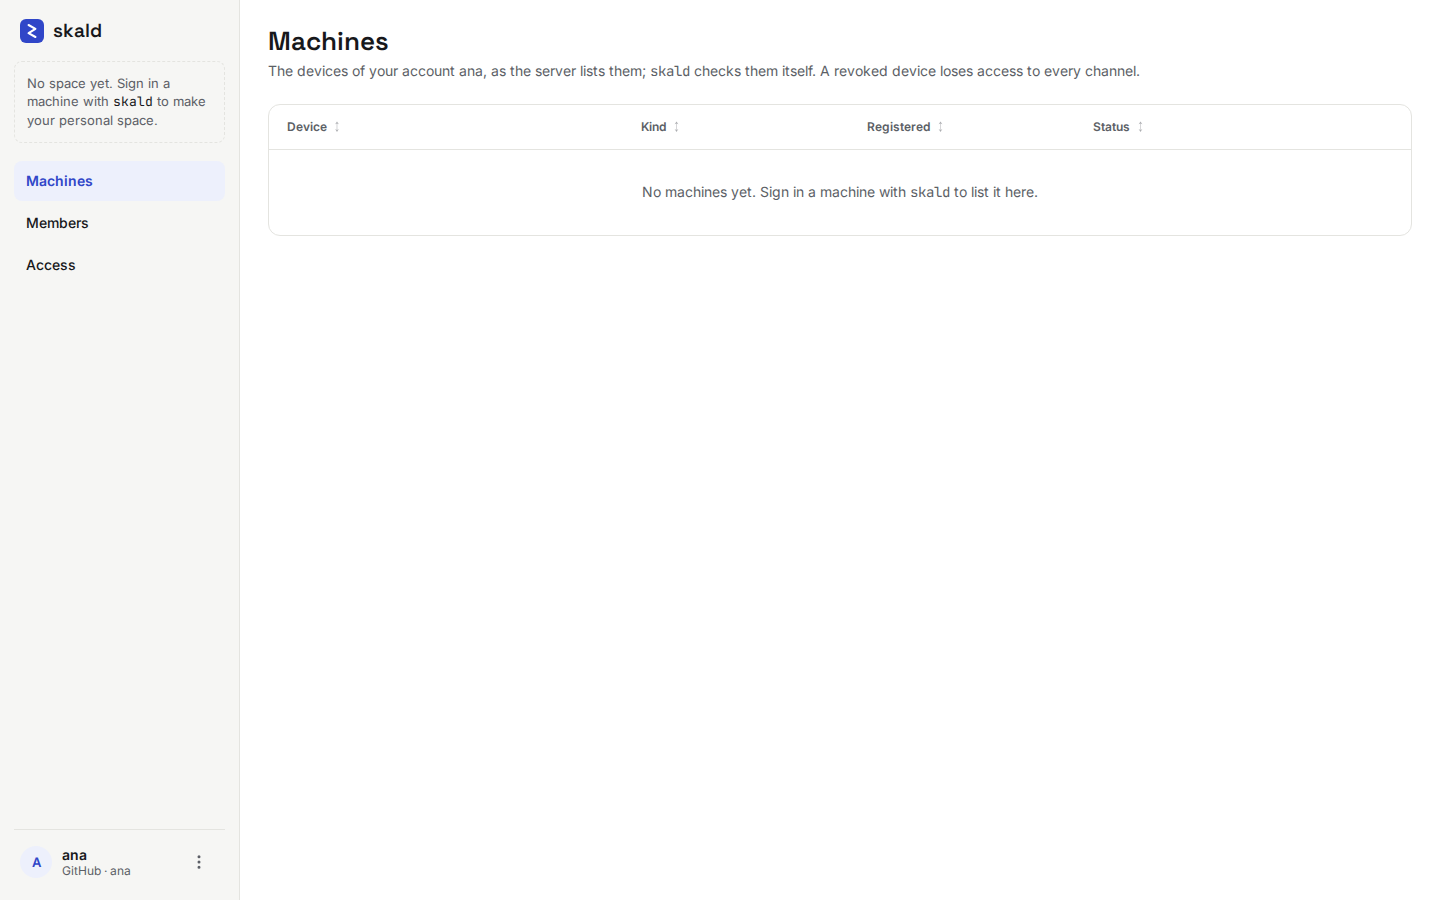 skald
No space yet. Sign in a
machine with skald to make
your personal space.
Machines
Members
Access
ana
GitHub · ana
A
Machines
The devices of your account ana, as the server lists them; skald checks them itself. A revoked device loses access to every channel.
Device Kind Registered Status
No machines yet. Sign in a machine with skald to list it here.